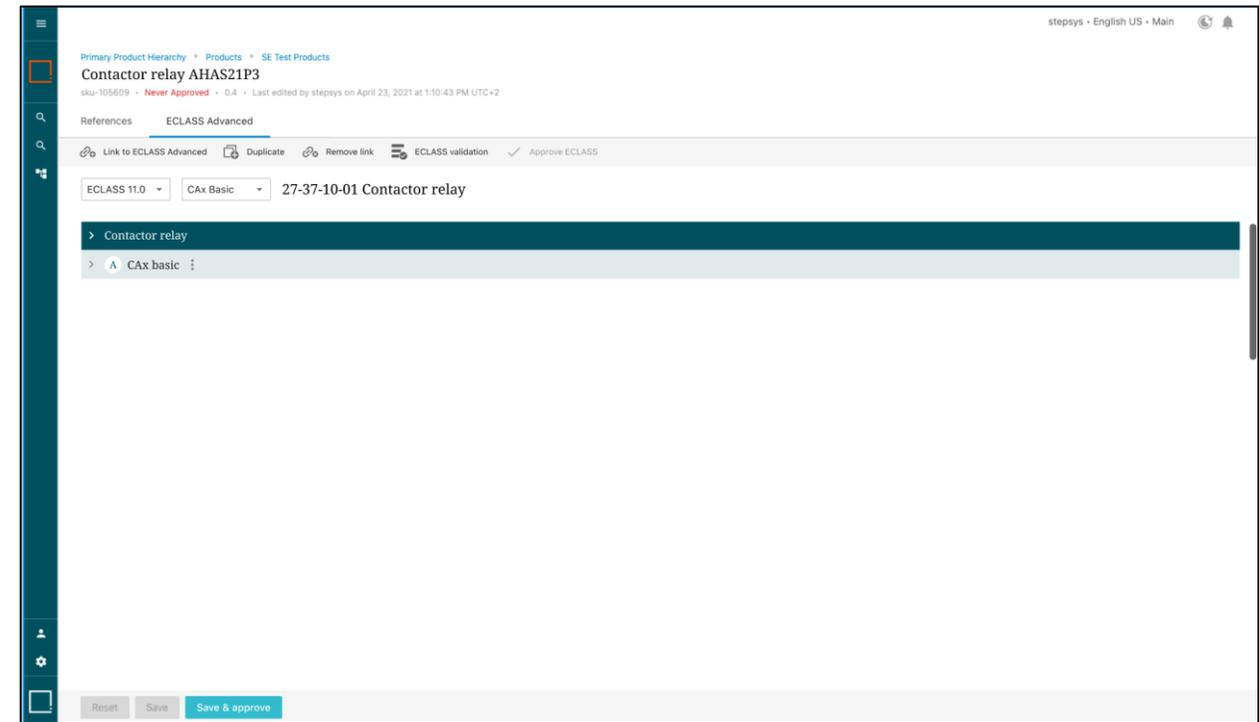 stepsys • English US • Main
Primary Product Hierarchy • Products • SE Test Products
Contactor relay AHAS21P3
sku-105609 • Never Approved • 0.4 • Last edited by stepsys on April 23, 2021 at 1:10:43 PM UTC+2
References ECLASS Advanced
Link to ECLASS Advanced Duplicate Remove link ECLASS validation Approve ECLASS
ECLASS 11.0 CAx Basic 27-37-10-01 Contactor relay
Contactor relay
A CAx basic
Reset Save Save & approve